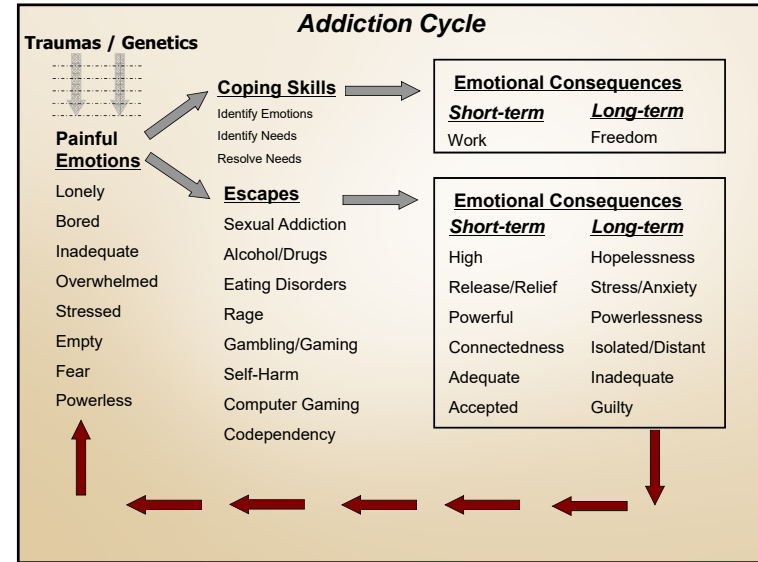 Addiction Cycle
Traumas / Genetics
Painful
Emotions
Lonely
Bored
Inadequate
Overwhelmed
Stressed
Empty
Fear
Powerless
Coping Skills
Identify Emotions
Identify Needs
Resolve Needs
Escapes
Sexual Addiction
Alcohol/Drugs
Eating Disorders
Rage
Gambling/Gaming
Self-Harm
Computer Gaming
Codependency
Emotional Consequences
Short-term Long-term
Work Freedom
Emotional Consequences
Short-term Long-term
High Hopelessness
Release/Relief Stress/Anxiety
Powerful Powerlessness
Connectedness Isolated/Distant
Adequate Inadequate
Accepted Guilty